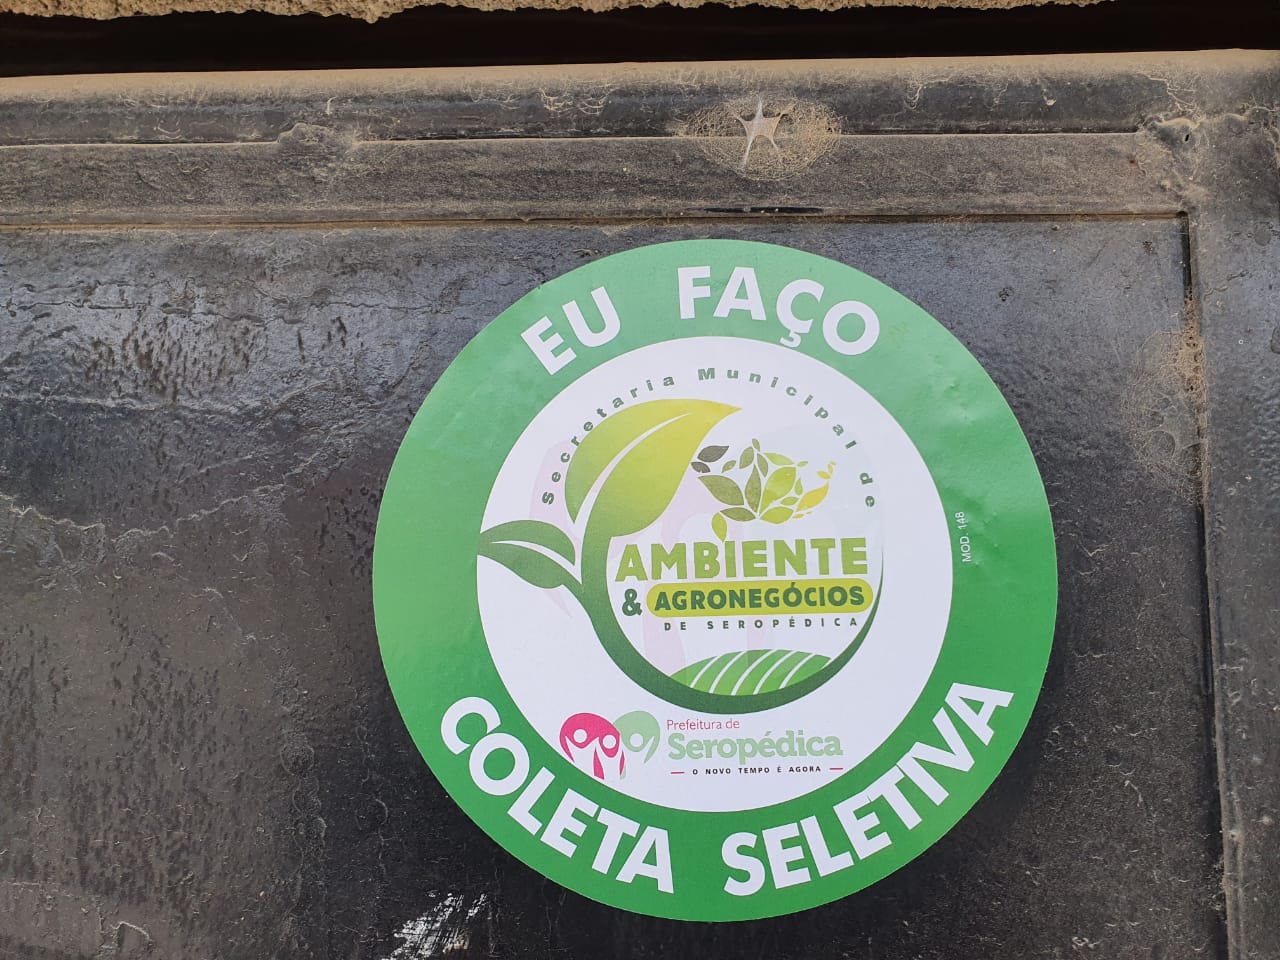 EU FAÇO
Secretaria Municipal de
AMBIENTE
& AGRONEGÓCIOS
DE SEROPÉDICA
MOD. 148
Prefeitura de
Seropédica
O NOVO TEMPO É AGORA
COLETA SELETIVA